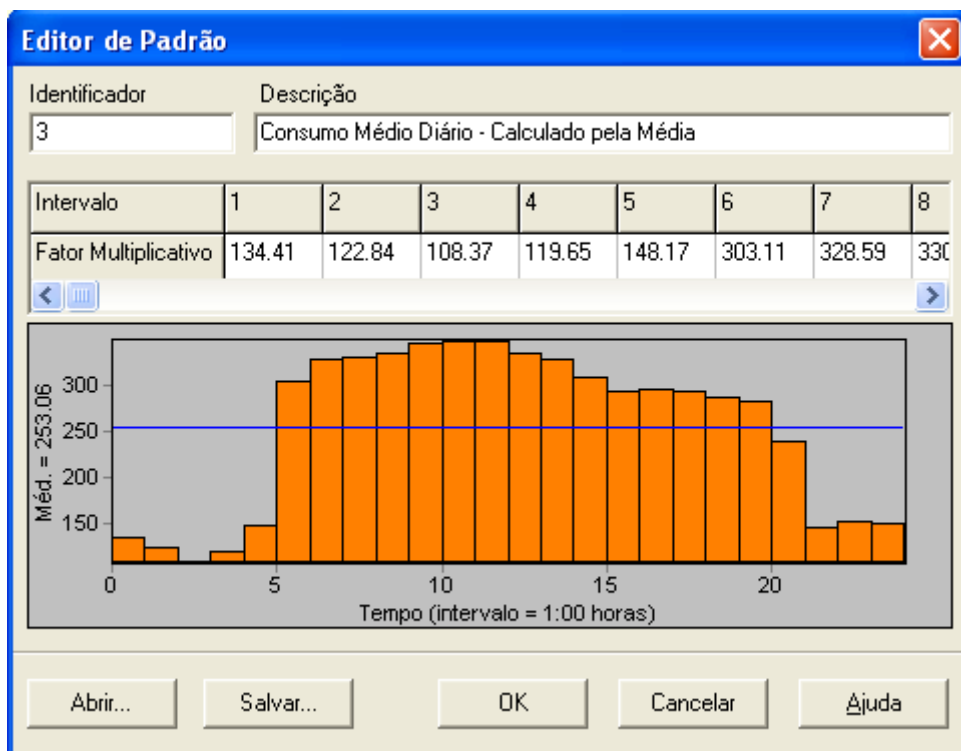 Editor de Padrão
Identificador Descrição
3 Consumo Médio Diário - Calculado pela Média
Intervalo 1 2 3 4 5 6 7 8
Fator Multiplicativo 134.41 122.84 108.37 119.65 148.17 303.11 328.59 330
Méd. = 253.06
300
250
200
150
0 5 10 15 20
Tempo (intervalo = 1:00 horas)
Abrir... Salvar... OK Cancelar Ajuda